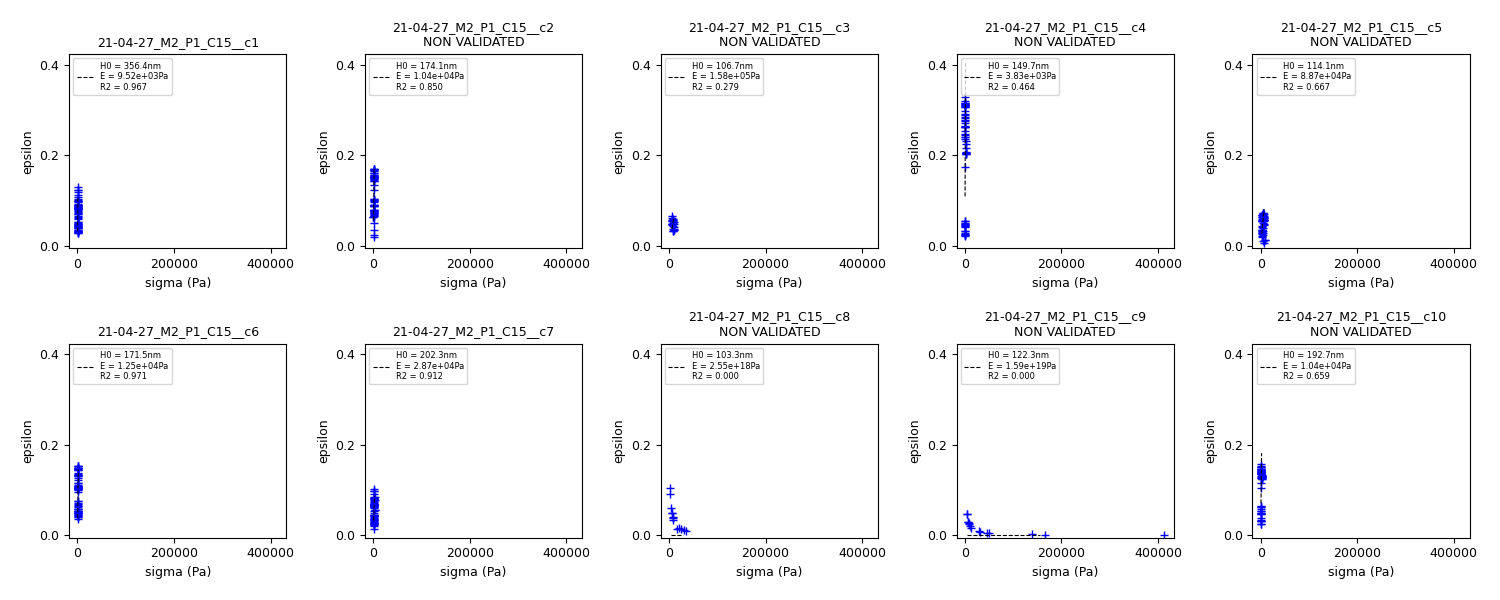 21-04-27_M2_P1_C15__c1
0.4
0.2
0.0
epsilon
H0 = 356.4nm
E = 9.52e+03Pa
R2 = 0.967
0
200000
400000
sigma (Pa)
21-04-27_M2_P1_C15__c2
NON VALIDATED
0.4
0.2
0.0
epsilon
H0 = 174.1nm
E = 1.04e+04Pa
R2 = 0.850
0
200000
400000
sigma (Pa)
21-04-27_M2_P1_C15__c3
NON VALIDATED
0.4
0.2
0.0
epsilon
H0 = 106.7nm
E = 1.58e+05Pa
R2 = 0.279
0
200000
400000
sigma (Pa)
21-04-27_M2_P1_C15__c4
NON VALIDATED
0.4
0.2
0.0
epsilon
H0 = 149.7nm
E = 3.83e+03Pa
R2 = 0.464
0
200000
400000
sigma (Pa)
21-04-27_M2_P1_C15__c5
NON VALIDATED
0.4
0.2
0.0
epsilon
H0 = 114.1nm
E = 8.87e+04Pa
R2 = 0.667
0
200000
400000
sigma (Pa)
21-04-27_M2_P1_C15__c6
0.4
0.2
0.0
epsilon
H0 = 171.5nm
E = 1.25e+04Pa
R2 = 0.971
0
200000
400000
sigma (Pa)
21-04-27_M2_P1_C15__c7
0.4
0.2
0.0
epsilon
H0 = 202.3nm
E = 2.87e+04Pa
R2 = 0.912
0
200000
400000
sigma (Pa)
21-04-27_M2_P1_C15__c8
NON VALIDATED
0.4
0.2
0.0
epsilon
H0 = 103.3nm
E = 2.55e+18Pa
R2 = 0.000
0
200000
400000
sigma (Pa)
21-04-27_M2_P1_C15__c9
NON VALIDATED
0.4
0.2
0.0
epsilon
H0 = 122.3nm
E = 1.59e+19Pa
R2 = 0.000
0
200000
400000
sigma (Pa)
21-04-27_M2_P1_C15__c10
NON VALIDATED
0.4
0.2
0.0
epsilon
H0 = 192.7nm
E = 1.04e+04Pa
R2 = 0.659
0
200000
400000
sigma (Pa)